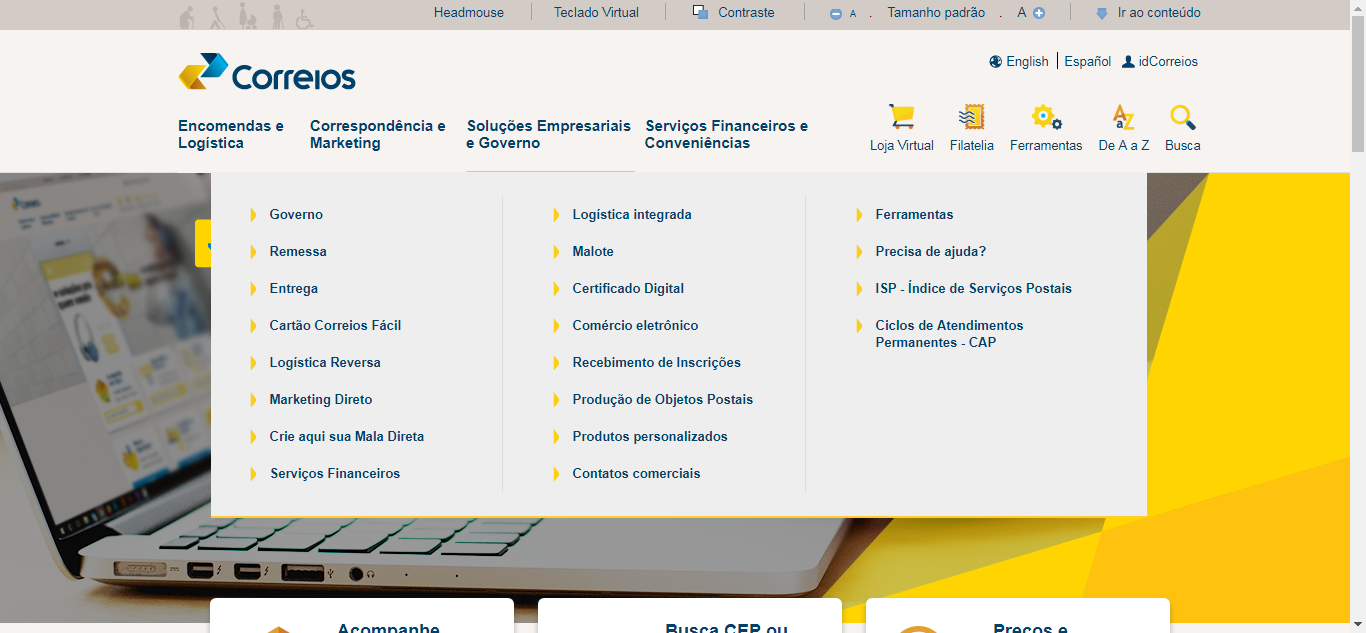 Headmouse
Teclado Virtual
Contraste
A . Tamanho padrão . A
Ir ao conteúdo
Correios
English
Español
idCorreios
Encomendas e
Logística
Correspondência e
Marketing
Soluções Empresariais
e Governo
Serviços Financeiros e
Conveniências
Loja Virtual
Filatelia
Ferramentas
De A a Z
Busca
Governo
Remessa
Entrega
Cartão Correios Fácil
Logística Reversa
Marketing Direto
Crie aqui sua Mala Direta
Serviços Financeiros
Logística integrada
Malote
Certificado Digital
Comércio eletrônico
Recebimento de Inscrições
Produção de Objetos Postais
Produtos personalizados
Contatos comerciais
Ferramentas
Precisa de ajuda?
ISP - Índice de Serviços Postais
Ciclos de Atendimentos
Permanentes - CAP
Acompanhe
Busca CEP ou
Preços e